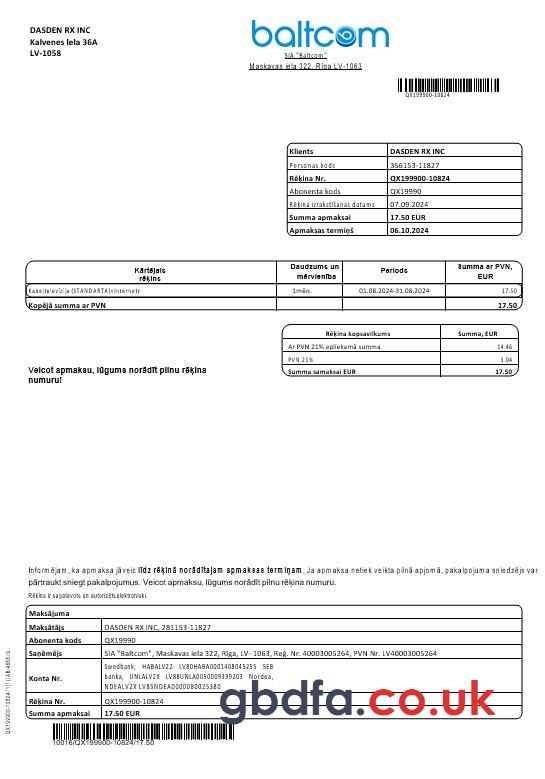 DASDEN RX INC
Kalvenes Iela 36A
LV-1058
baltcom
SIA "Baltcom"
Maskavas iela 322, Rīga LV-1063
QX199900-10824
Klients DASDEN RX INC
Personas kods 356153-11827
Rēķina Nr. QX199900-10824
Abonenta kods QX19990
Rēķina izrakstīšanas datums 07.09.2024
Summa apmaksai 17.50 EUR
Apmaksas termiņš 06.10.2024
Kārtējais rēķins Daudzums un mērvienība Periods Summa ar PVN, EUR
Kabeļtelevīzija (STANDARTA)+Internets 1mēn. 01.08.2024-31.08.2024 17.50
Kopējā summa ar PVN 17.50
Rēķina kopsavilkums Summa, EUR
Ar PVN 21% apliekamā summa 14.46
PVN 21% 3.04
Summa samaksai EUR 17.50
Veicot apmaksu, lūgums norādīt pilnu rēķina
numuru!
Informējam, ka apmaksa jāveic līdz rēķinā norādītajam apmaksas termiņam. Ja apmaksa netiek veikta pilnā apjomā, pakalpojuma sniedzējs var
pārtraukt sniegt pakalpojumus. Veicot apmaksu, lūgums norādīt pilnu rēķina numuru.
Rēķins ir sagatavots un autorizēts elektroniski.
Maksājuma
Maksātājs DASDEN RX INC, 281153-11827
Abonenta kods QX19990
Saņēmējs SIA "Baltcom", Maskavas iela 322, Rīga, LV- 1063, Reģ. Nr. 40003005264, PVN Nr. LV40003005264
Konta Nr. Swedbank, HABALV22 LV8DHABA0001408045255 SEB
banka, UNLALV2X LV88UNLA0050009339203 Nordea,
NDEALV2X LV85NDEA0000080025380
Rēķina Nr. QX199900-10824
Summa apmaksai 17.50 EUR
gbdfa.co.uk
10016/QX199900-10824/17.50